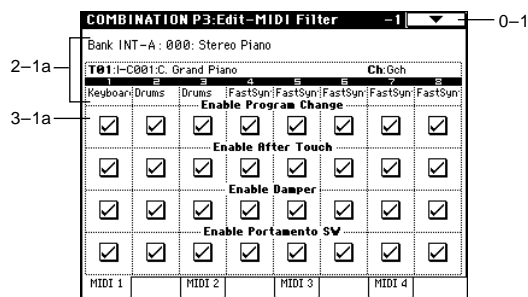 COMBINATION P3:Edit-MIDI Filter -1
0–1
Bank INT-A : 000: Stereo Piano
2–1a
T01:I-C001:C. Grand Piano Ch:Gch
1 2 3 4 5 6 7 8
Keyboar Drums Drums FastSyn FastSyn FastSyn FastSyn FastSyn
Enable Program Change
3–1a
Enable After Touch
Enable Damper
Enable Portamento SW
MIDI 1 MIDI 2 MIDI 3 MIDI 4